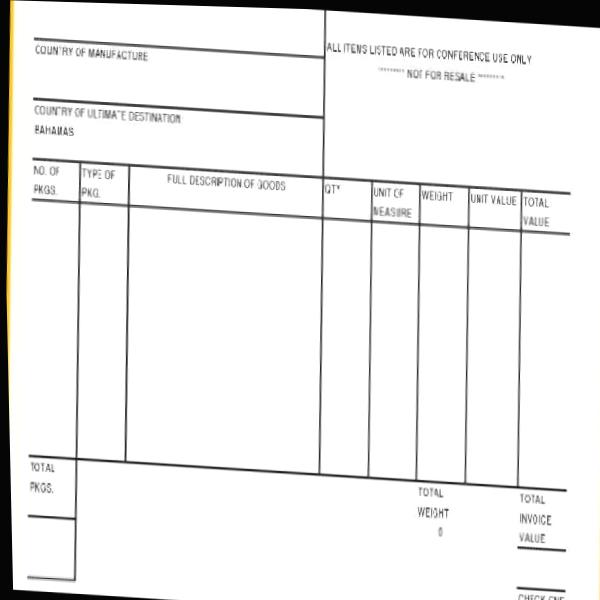 ALL ITEMS LISTED ARE FOR CONFERENCE USE ONLY
******** NOT FOR RESALE ********
COUNTRY OF MANUFACTURE
COUNTRY OF ULTIMATE DESTINATION
BAHAMAS
NO. OF PKGS.
TYPE OF PKG.
FULL DESCRIPTION OF GOODS
QTY
UNIT OF MEASURE
WEIGHT
UNIT VALUE
TOTAL VALUE
TOTAL PKGS.
TOTAL WEIGHT
0
TOTAL INVOICE VALUE